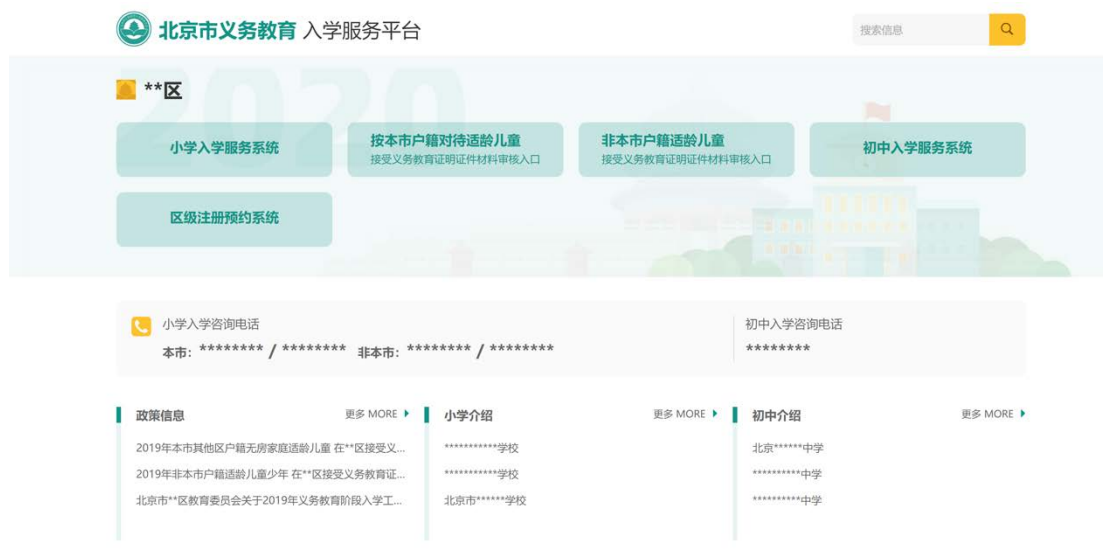 北京市义务教育 入学服务平台
搜索信息
2020
**区
小学入学服务系统
按本市户籍对待适龄儿童
接受义务教育证明证件材料审核入口
非本市户籍适龄儿童
接受义务教育证明证件材料审核入口
初中入学服务系统
区级注册预约系统
小学入学咨询电话
本市：******** / ******** 非本市：******** / ********
初中入学咨询电话
********
政策信息
更多 MORE
2019年本市其他区户籍无房家庭适龄儿童 在**区接受义...
2019年非本市户籍适龄儿童少年 在**区接受义务教育证...
北京市**区教育委员会关于2019年义务教育阶段入学工...
小学介绍
更多 MORE
***********学校
***********学校
北京市******学校
初中介绍
更多 MORE
北京******中学
**********中学
**********中学